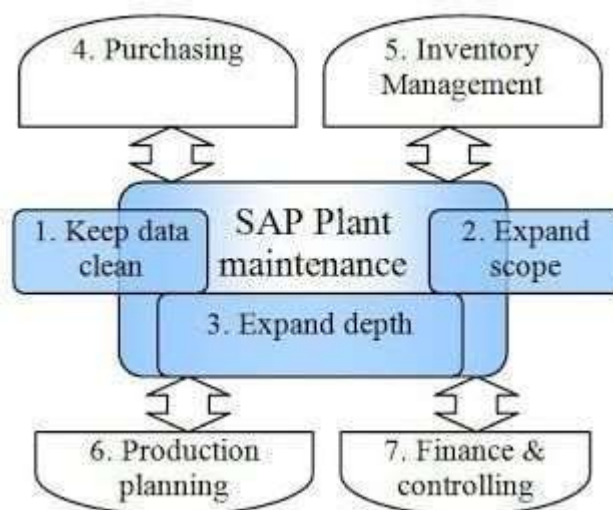 4. Purchasing
5. Inventory
Management
1. Keep data
clean
SAP Plant
maintenance
2. Expand
scope
3. Expand depth
6. Production
planning
7. Finance &
controlling